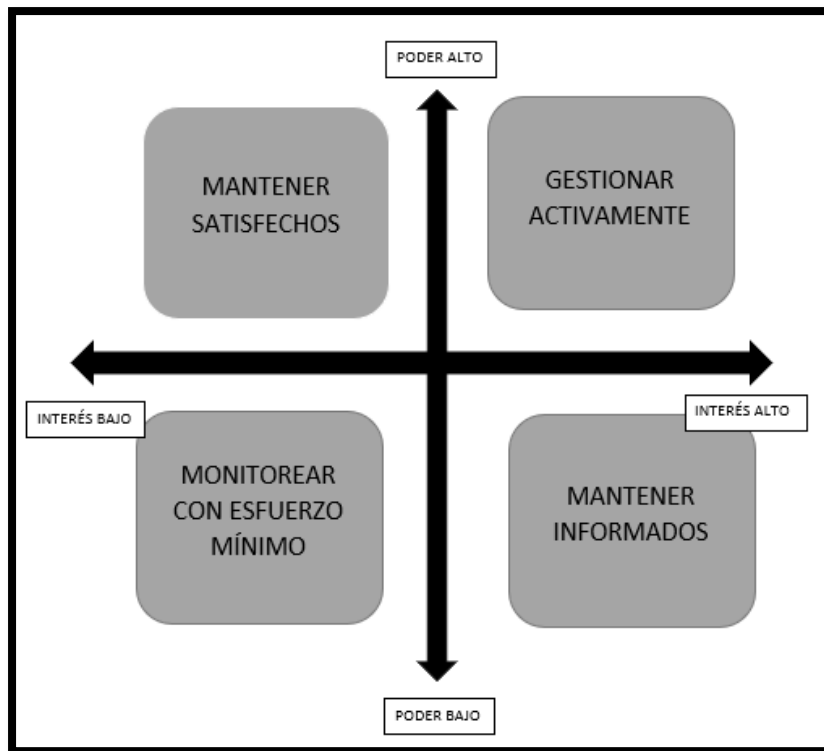 PODER ALTO
MANTENER
SATISFECHOS
GESTIONAR
ACTIVAMENTE
INTERÉS BAJO
INTERÉS ALTO
MONITOREAR
CON ESFUERZO
MÍNIMO
MANTENER
INFORMADOS
PODER BAJO